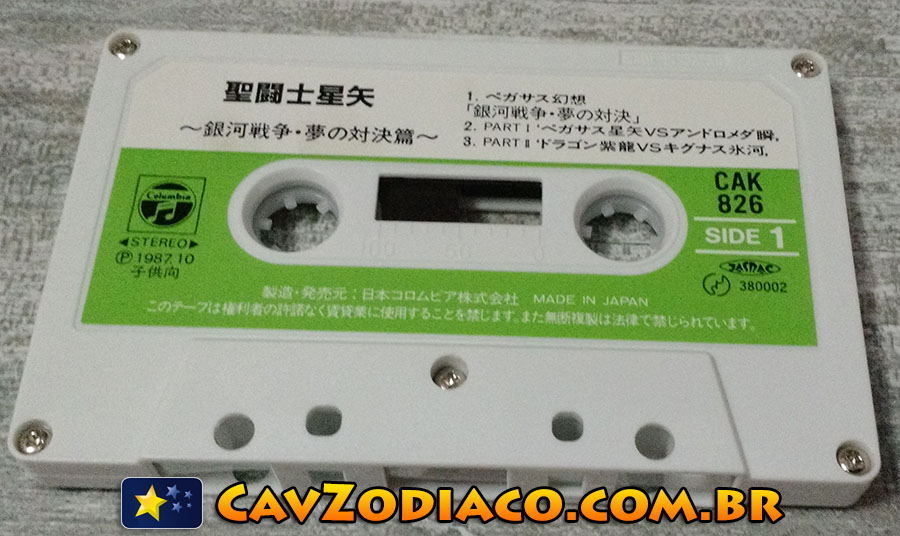 聖闘士星矢
～銀河戦争・夢の対決篇～
1. ペガサス幻想
「銀河戦争・夢の対決」
2. PART I 'ペガサス星矢VSアンドロメダ瞬,
3. PART II 'ドラゴン紫龍VSキグナス氷河,
Columbia
◀STEREO▶
Ⓟ1987.10
子供向
CAK
826
SIDE 1
JASRAC
380002
製造・発売元：日本コロムビア株式会社 MADE IN JAPAN
このテープは権利者の許諾なく賃貸業に使用することを禁じます。また無断複製は法律で禁じられています。
CAVZODIACO.COM.BR